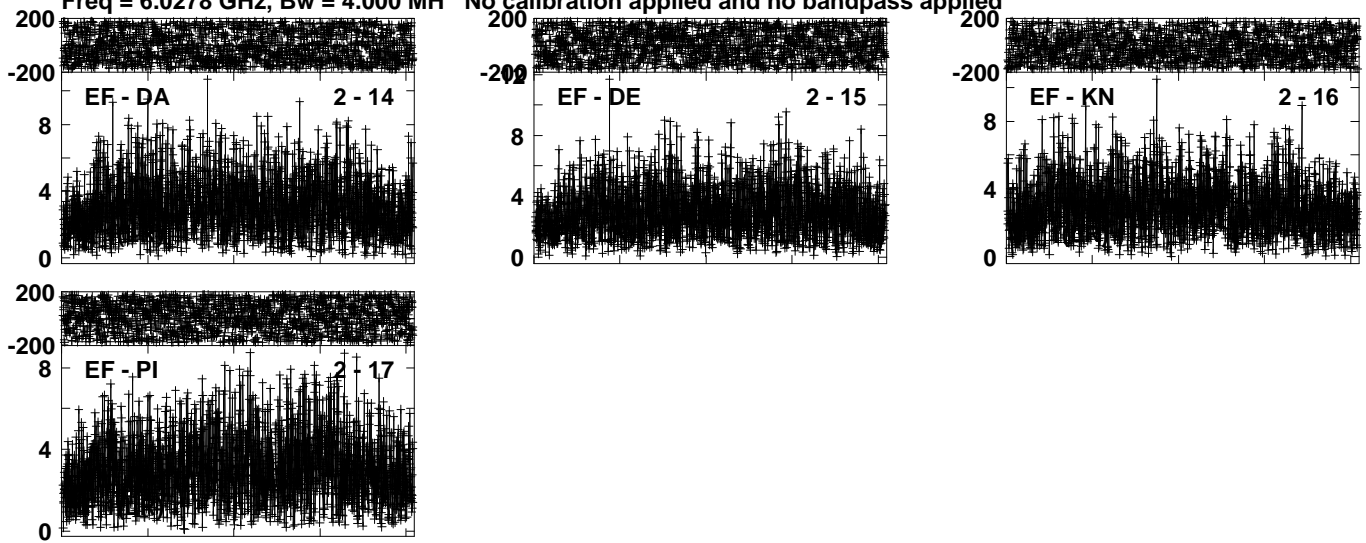 Freq = 6.0278 GHz, Bw = 4.000 MH No calibration applied and no bandpass applied
200 200 200
-200 -200 -200
12
EF - DA 2 - 14 EF - DE 2 - 15 EF - KN 2 - 16
8 8 8
4 4 4
0 0 0
200
-200
EF - PI 2 - 17
8
4
0